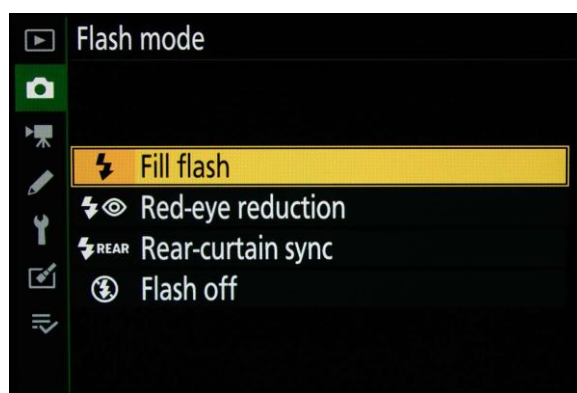 Flash mode
Fill flash
Red-eye reduction
REAR Rear-curtain sync
Flash off